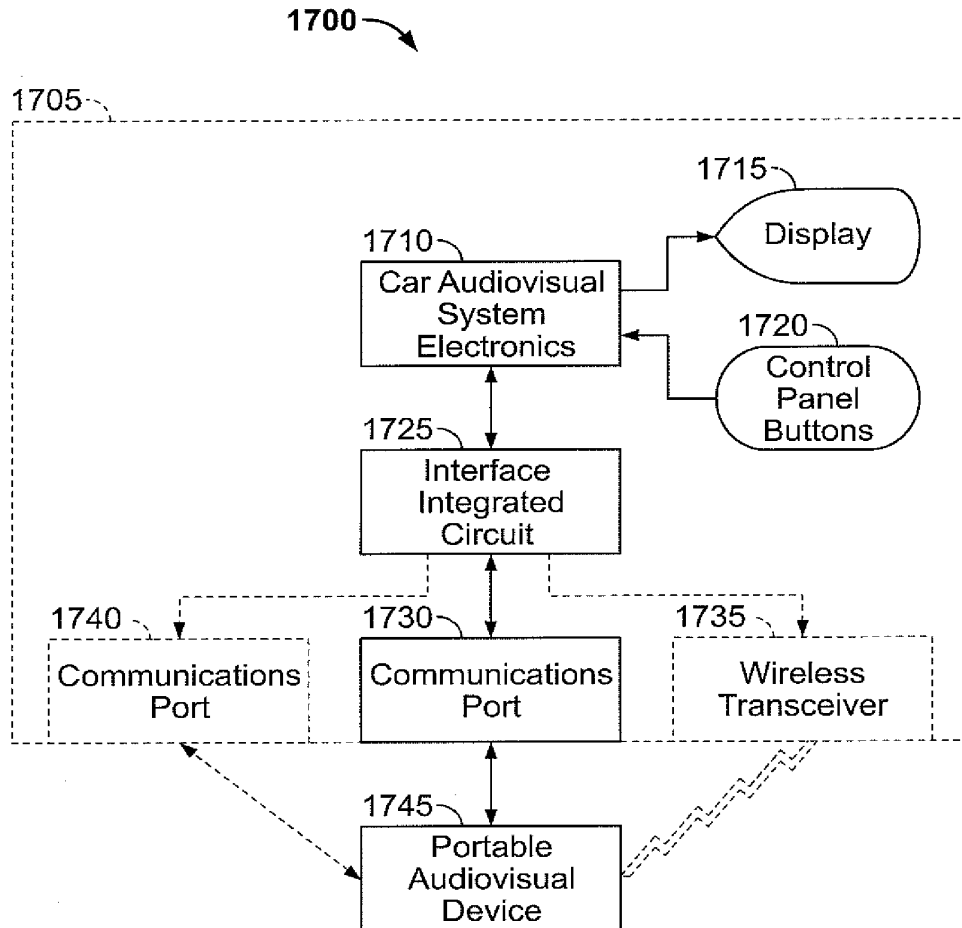 1700
1705
1715
Display
1710
Car Audiovisual
System
Electronics
1720
Control
Panel
Buttons
1725
Interface
Integrated
Circuit
1740
Communications
Port
1730
Communications
Port
1735
Wireless
Transceiver
1745
Portable
Audiovisual
Device